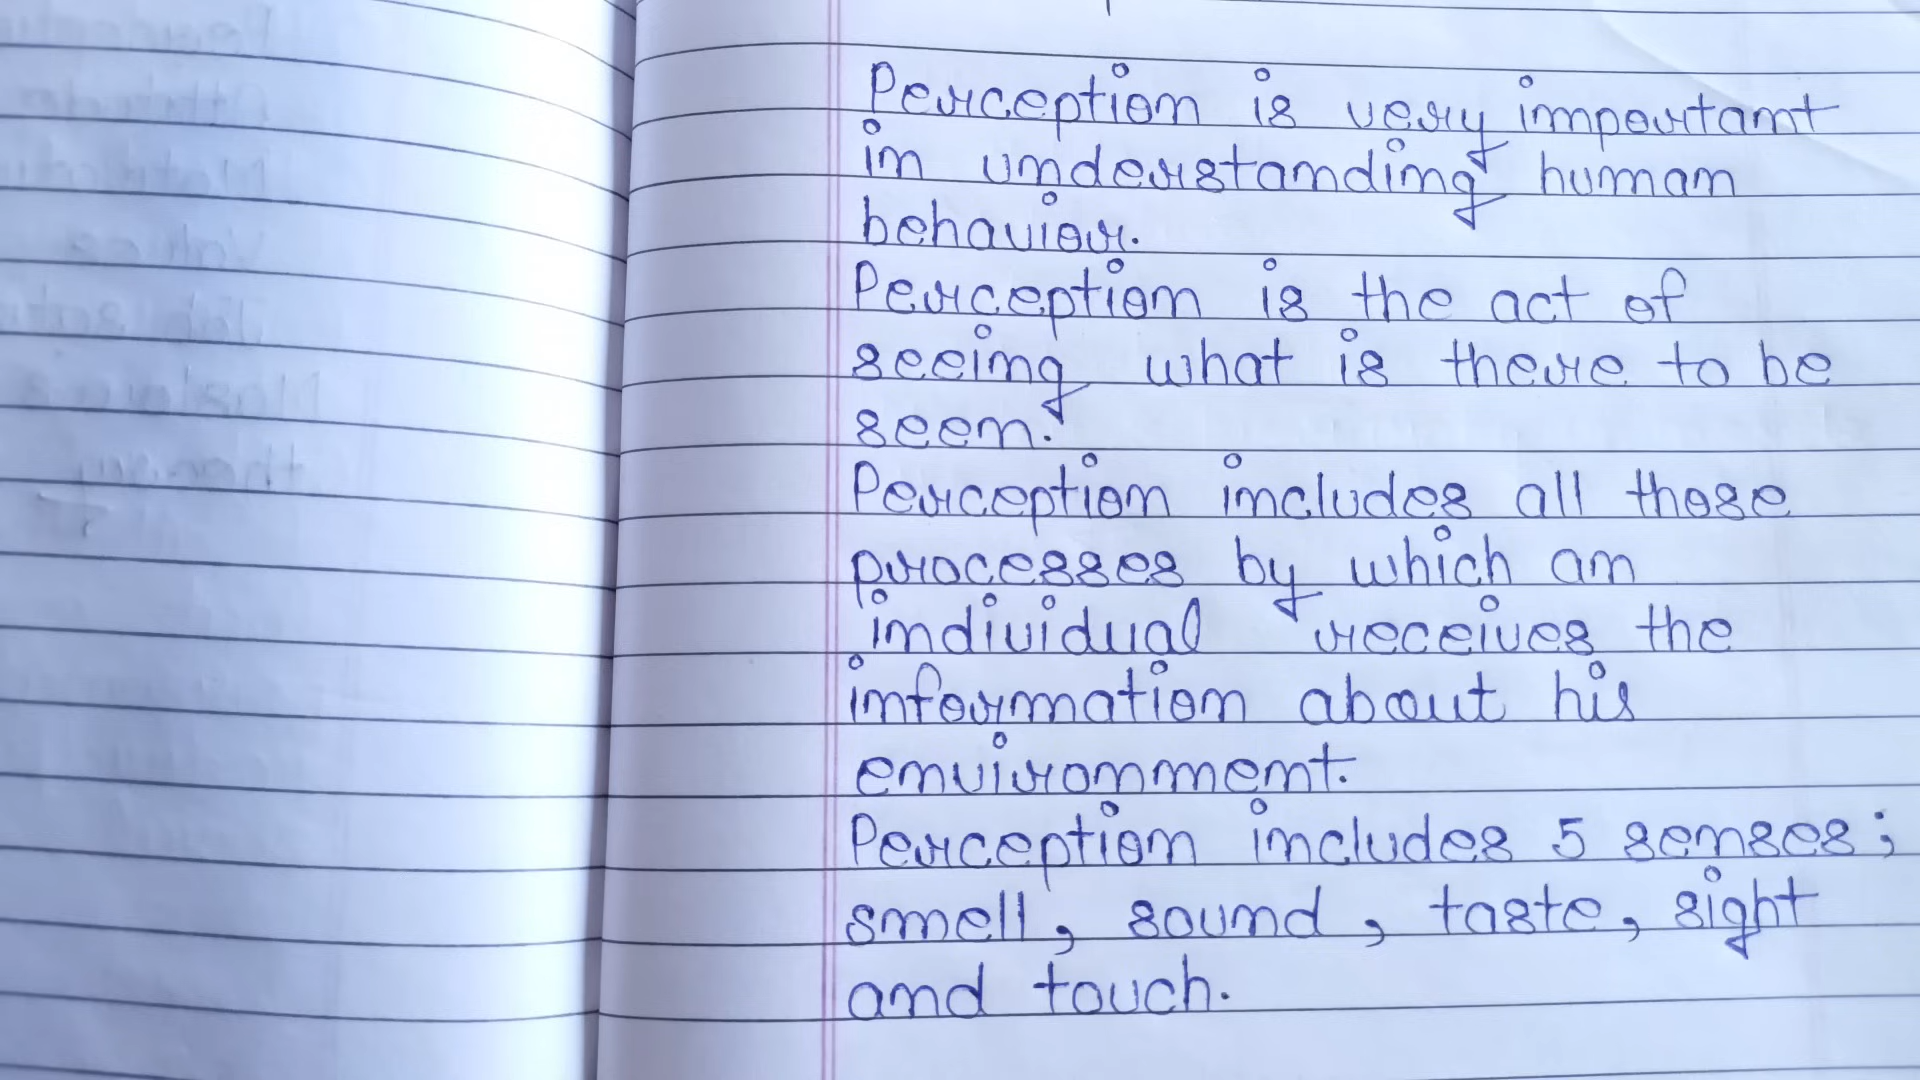 Perception is very important
in understanding human
behavior.
Perception is the act of
seeing what is there to be
seen.
Perception includes all those
processes by which an
individual receives the
information about his
environment.
Perception includes 5 senses;
smell, sound, taste, sight
and touch.